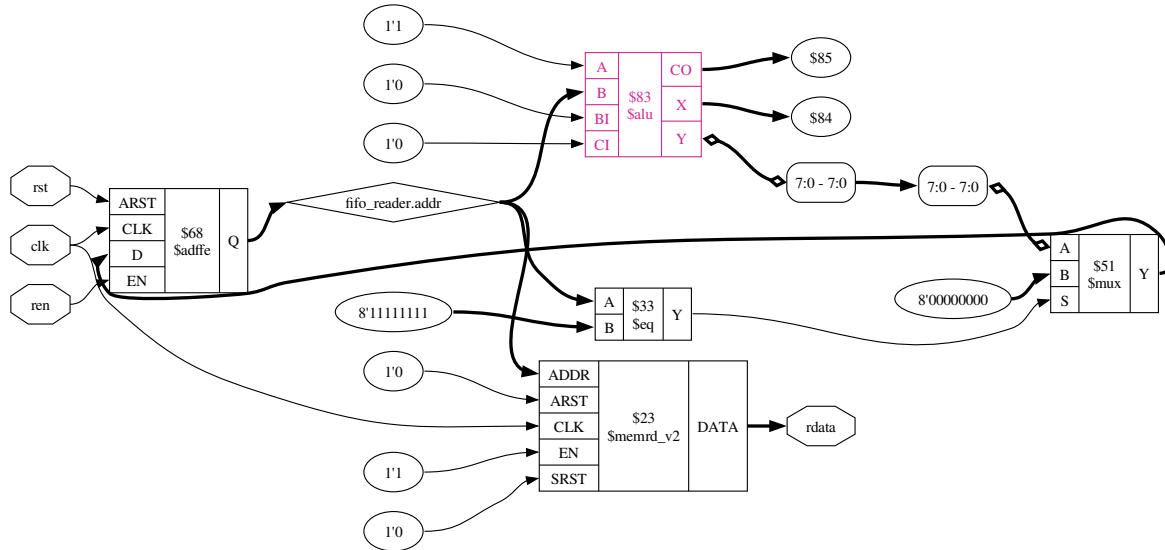 1'1
1'0
1'0
A
B
BI
CI
$83
$alu
CO
X
Y
$85
$84
7:0 - 7:0
7:0 - 7:0
rst
clk
ren
ARST
CLK
D
EN
$68
$adffe
Q
fifo_reader.addr
8'11111111
A
B
$33
$eq
Y
8'00000000
A
B
S
$51
$mux
Y
1'0
1'1
1'0
ADDR
ARST
CLK
EN
SRST
$23
$memrd_v2
DATA
rdata